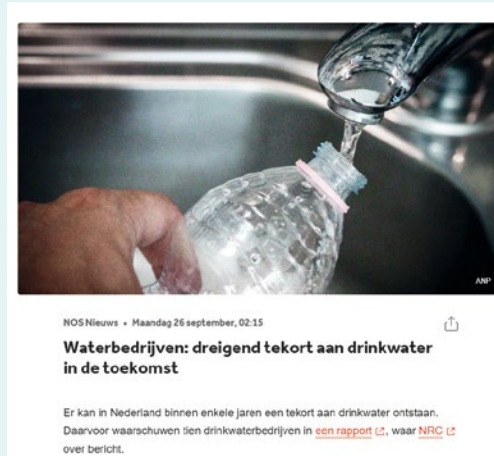 ANP
NOS Nieuws • Maandag 26 september, 02:15
Waterbedrijven: dreigend tekort aan drinkwater
in de toekomst
Er kan in Nederland binnen enkele jaren een tekort aan drinkwater ontstaan.
Daarvoor waarschuwen tien drinkwaterbedrijven in een rapport, waar NRC
over bericht.